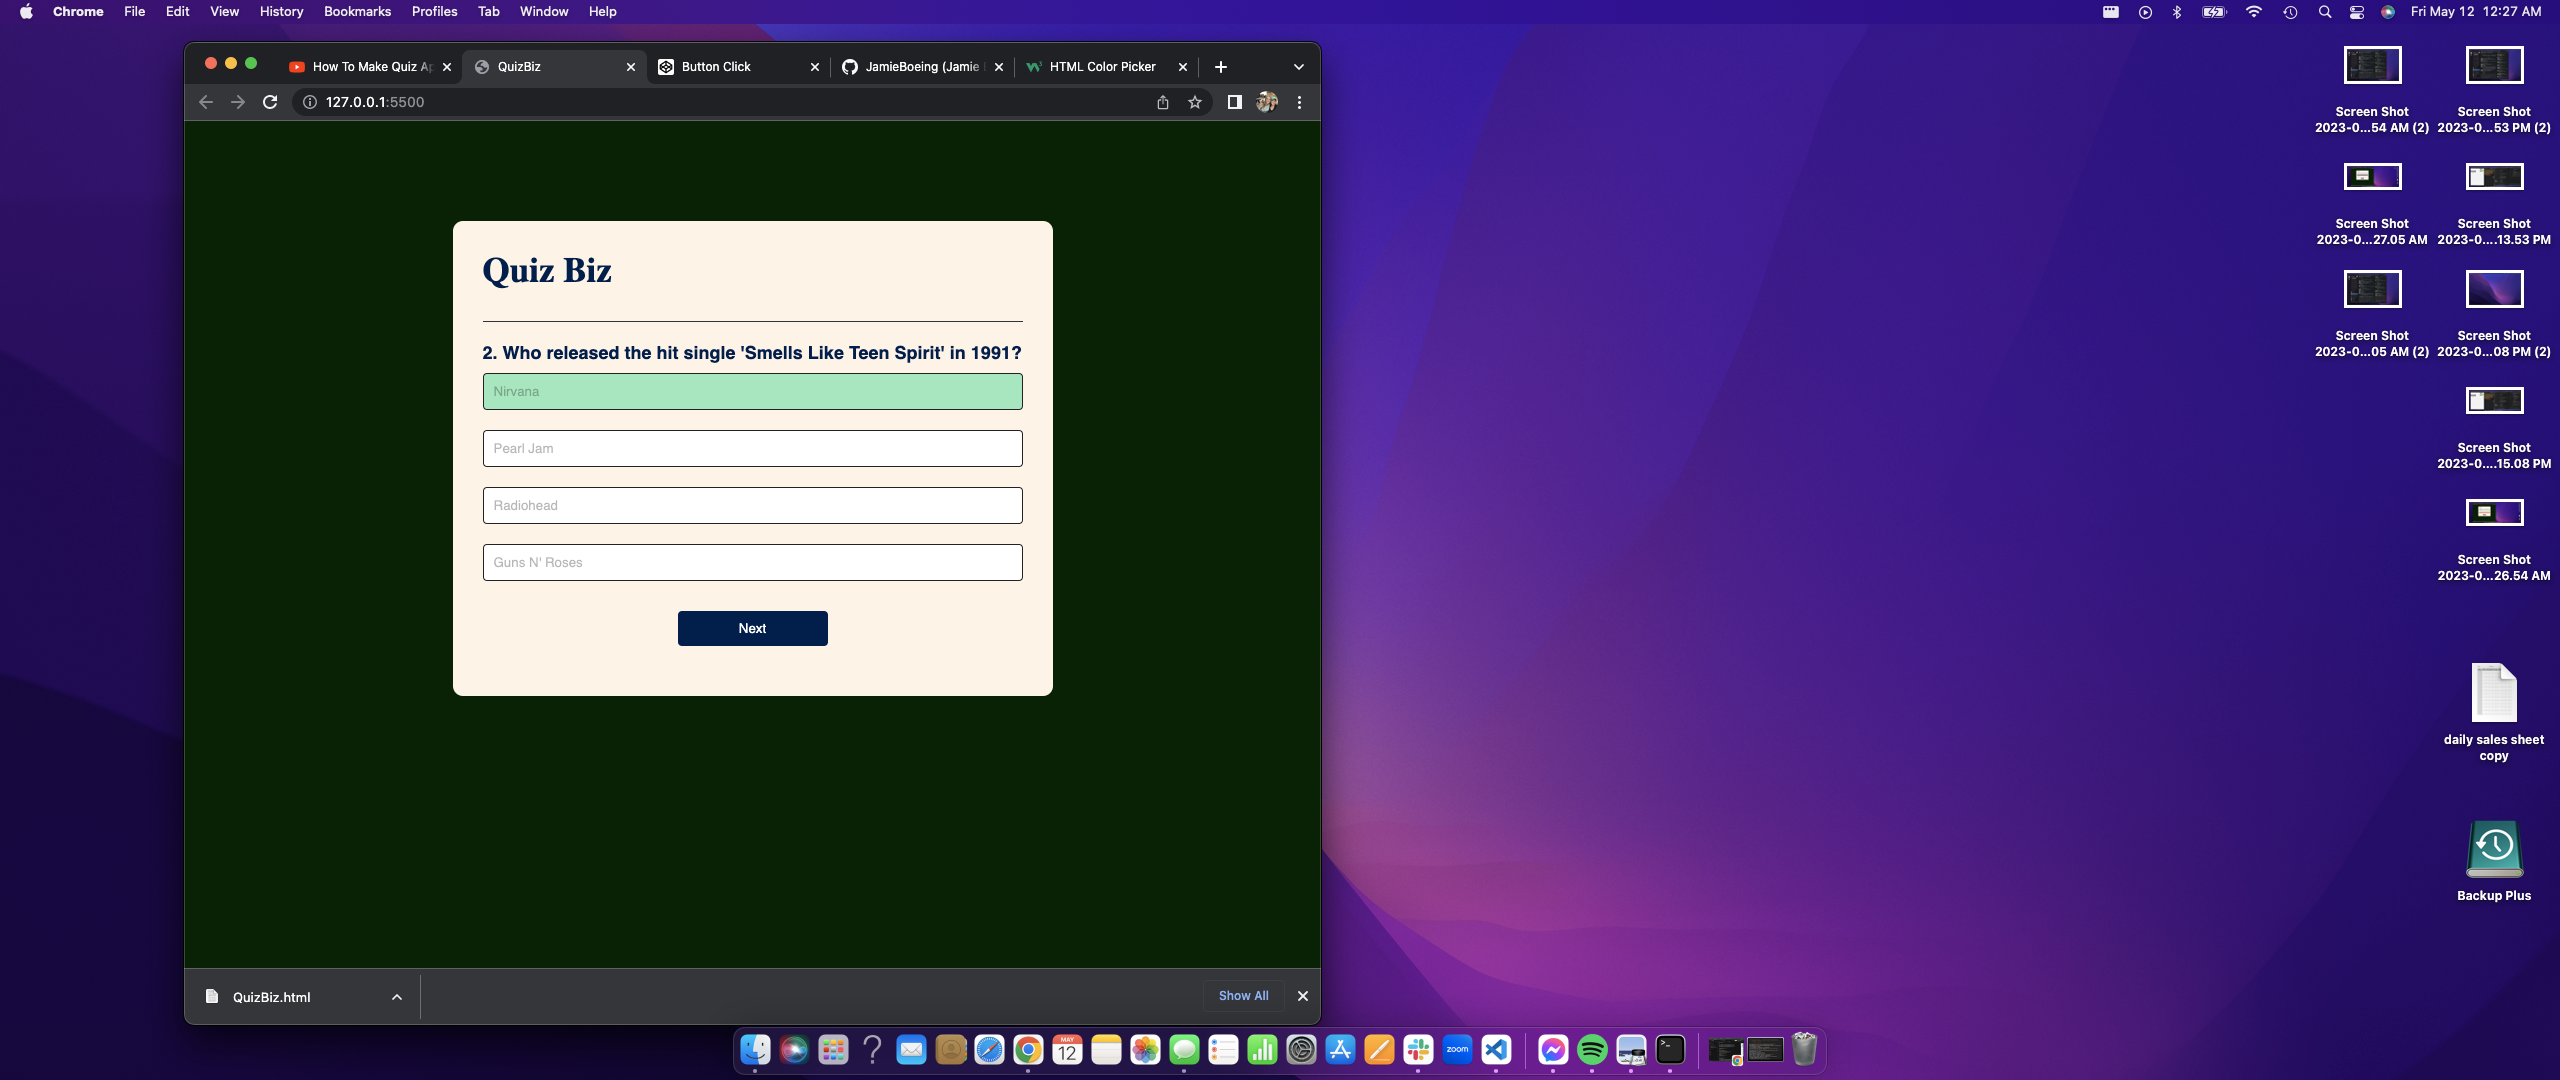 Chrome File Edit View History Bookmarks Profiles Tab Window Help
Fri May 12 12:27 AM
How To Make Quiz Ap
QuizBiz
Button Click
JamieBoeing (Jamie
HTML Color Picker
127.0.0.1:5500
Quiz Biz
2. Who released the hit single 'Smells Like Teen Spirit' in 1991?
Nirvana
Pearl Jam
Radiohead
Guns N' Roses
Next
QuizBiz.html
Show All
Screen Shot
2023-0...54 AM (2)
Screen Shot
2023-0...53 PM (2)
Screen Shot
2023-0...27.05 AM
Screen Shot
2023-0....13.53 PM
Screen Shot
2023-0...05 AM (2)
Screen Shot
2023-0...08 PM (2)
Screen Shot
2023-0....15.08 PM
Screen Shot
2023-0...26.54 AM
daily sales sheet
copy
Backup Plus
MAY
12
zoom